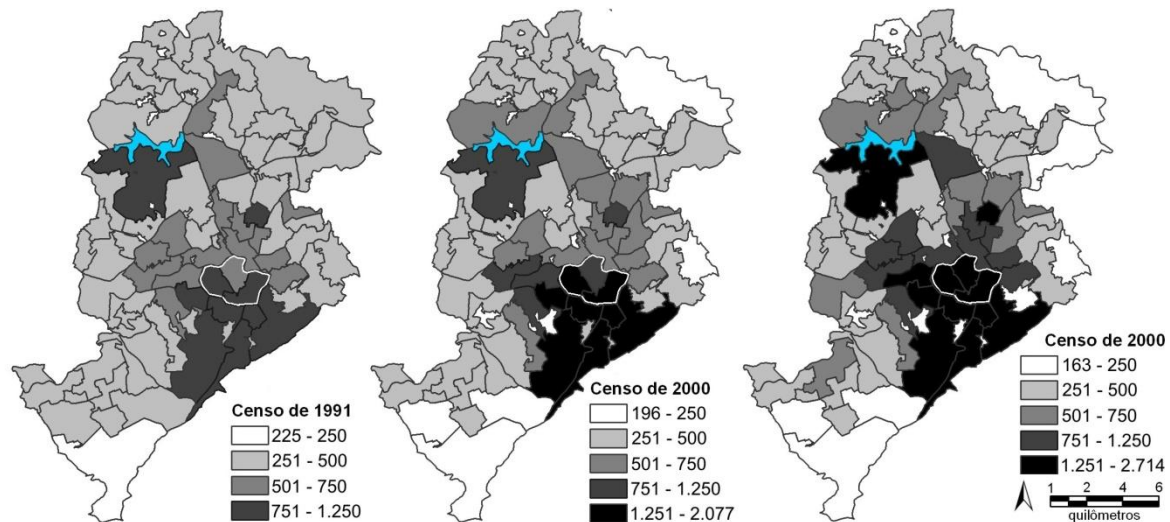 Censo de 1991
225 - 250
251 - 500
501 - 750
751 - 1.250
Censo de 2000
196 - 250
251 - 500
501 - 750
751 - 1.250
1.251 - 2.077
Censo de 2000
163 - 250
251 - 500
501 - 750
751 - 1.250
1.251 - 2.714
1 2 4 6
quilômetros